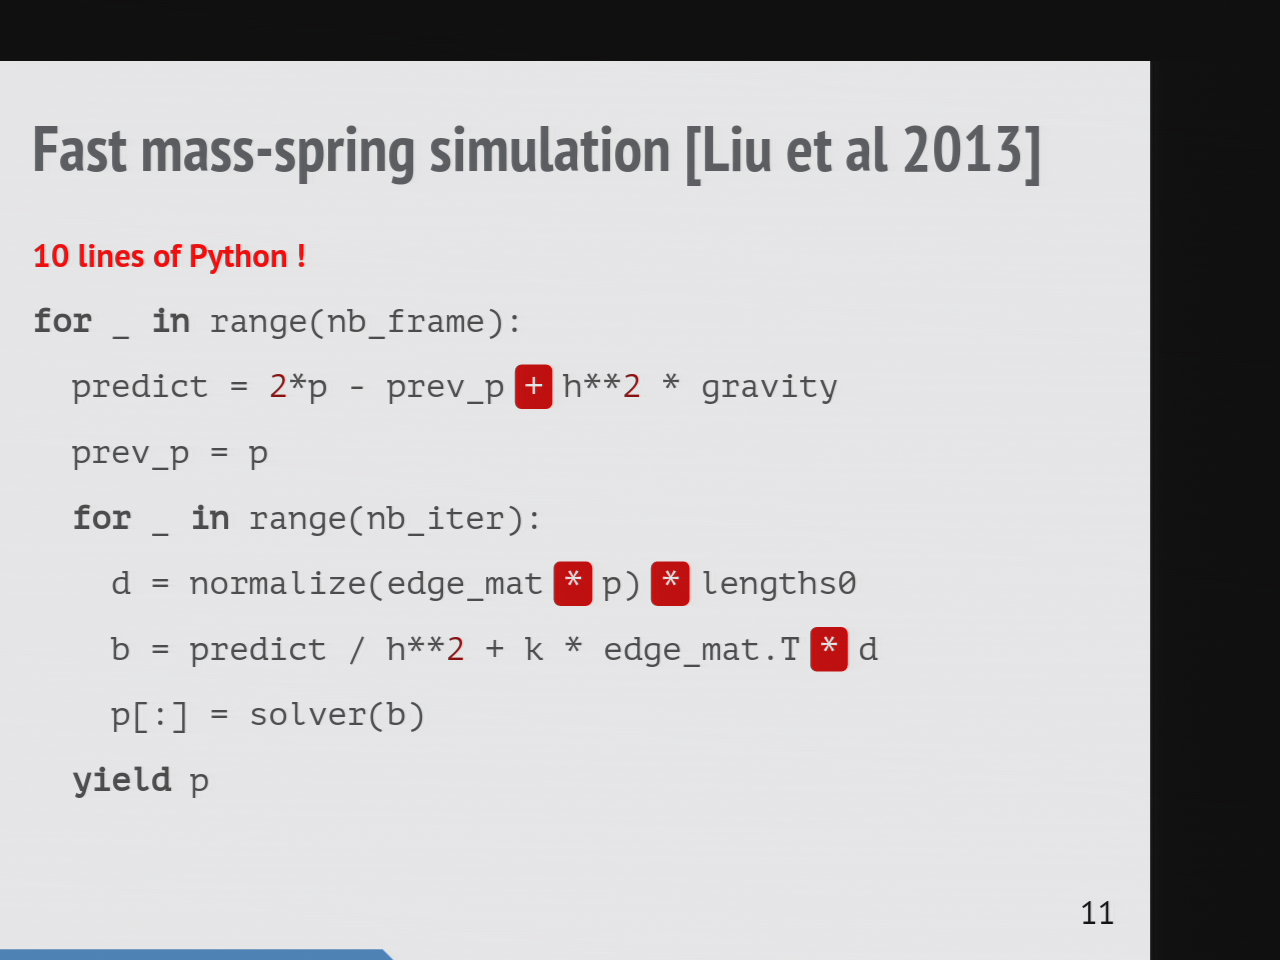 Fast mass-spring simulation [Liu et al 2013]
10 lines of Python !
for _ in range(nb_frame):
predict = 2*p - prev_p + h**2 * gravity
prev_p = p
for _ in range(nb_iter):
d = normalize(edge_mat * p) * lengths0
b = predict / h**2 + k * edge_mat.T * d
p[:] = solver(b)
yield p
11